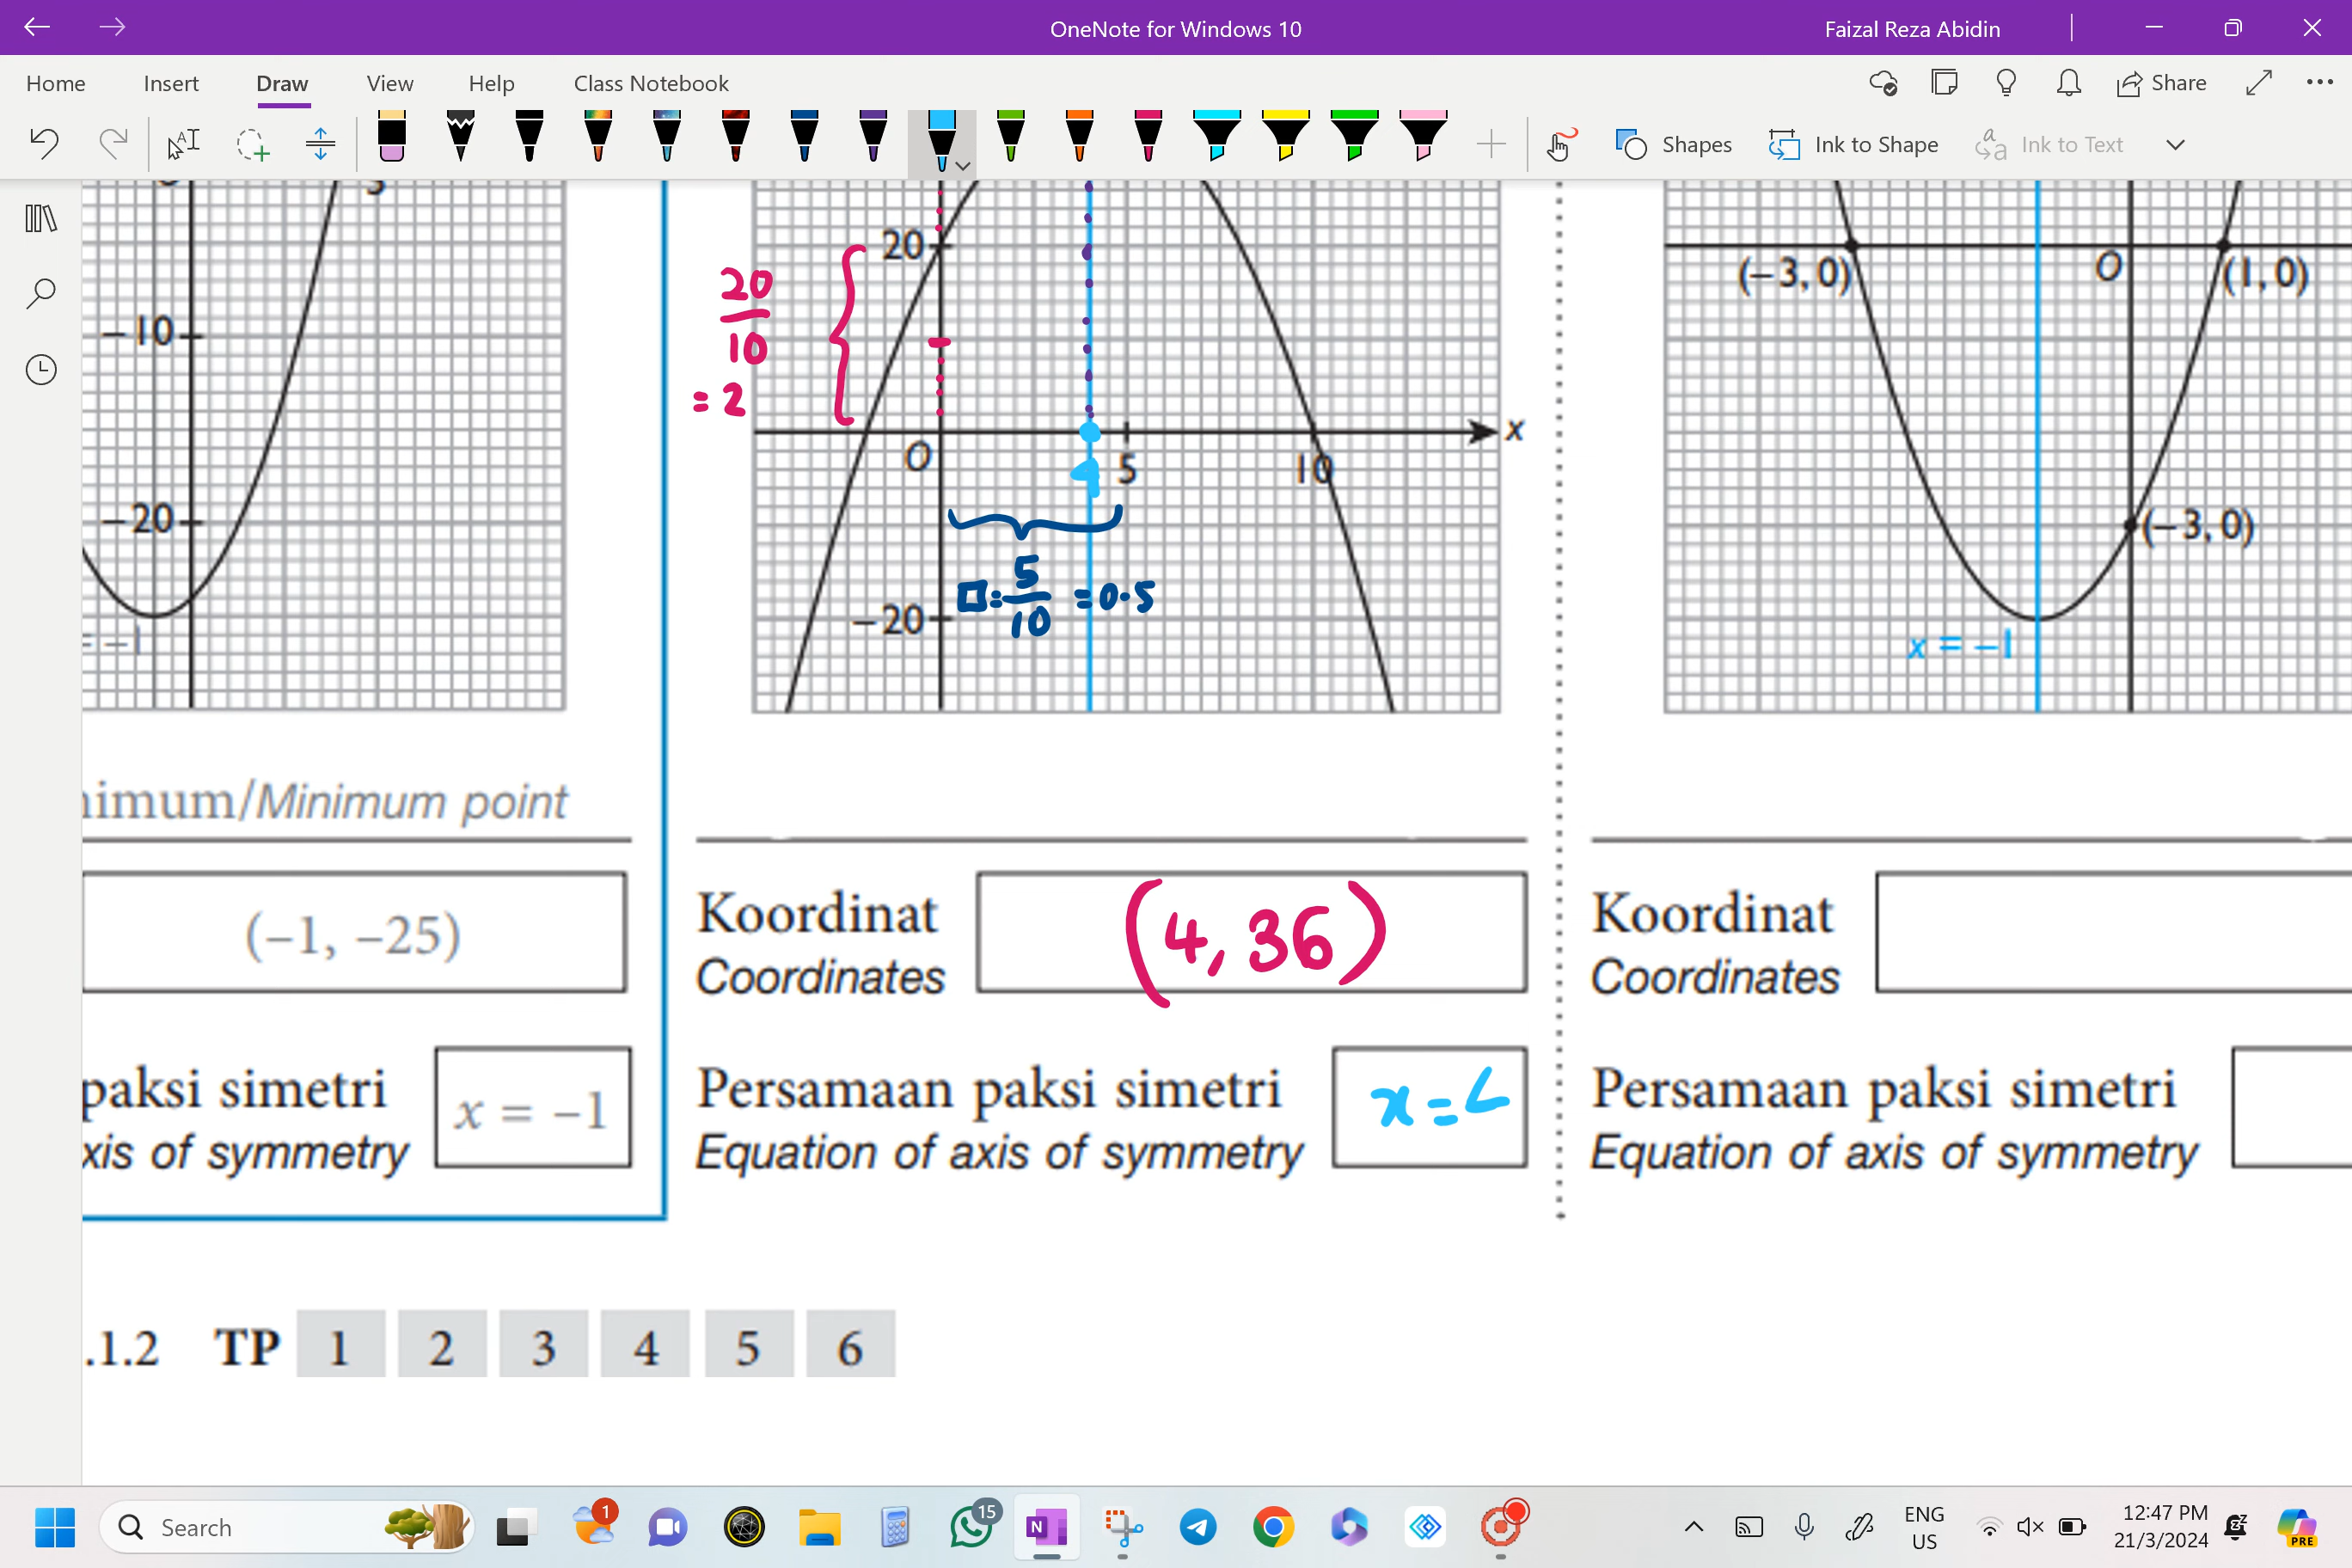 OneNote for Windows 10
Faizal Reza Abidin
Home Insert Draw View Help Class Notebook
Share
Shapes Ink to Shape Ink to Text
-10
-20
20
20
10
= 2
O
4
5
10
x
5
□ = — = 0.5
10
-20
(-3, 0)
O
(1, 0)
(-3, 0)
x = -1
/Minimum point
(-1, -25)
Koordinat
Coordinates
(4, 36)
Koordinat
Coordinates
paksi simetri
x = -1
of symmetry
Persamaan paksi simetri
Equation of axis of symmetry
x =
Persamaan paksi simetri
Equation of axis of symmetry
.1.2 TP 1 2 3 4 5 6
Search
1
15
ENG
US
12:47 PM
21/3/2024
PRE